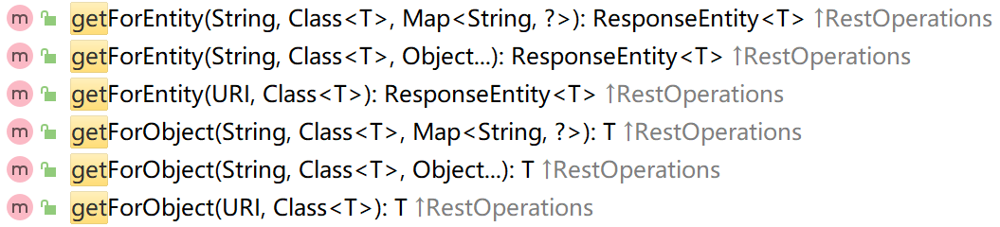 m getForEntity(String, Class<T>, Map<String, ?>): ResponseEntity<T> ↑RestOperations
m getForEntity(String, Class<T>, Object...): ResponseEntity<T> ↑RestOperations
m getForEntity(URI, Class<T>): ResponseEntity<T> ↑RestOperations
m getForObject(String, Class<T>, Map<String, ?>): T ↑RestOperations
m getForObject(String, Class<T>, Object...): T ↑RestOperations
m getForObject(URI, Class<T>): T ↑RestOperations